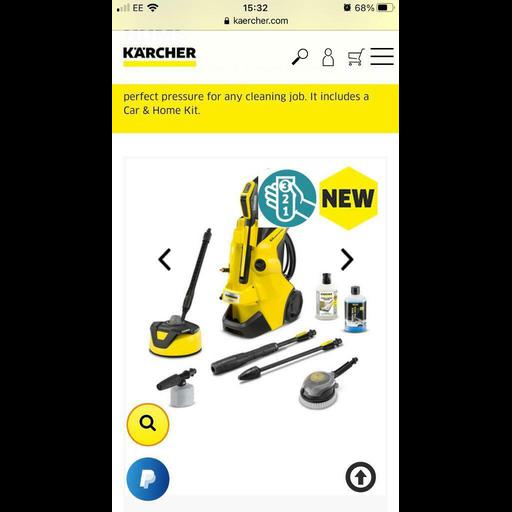 EE
15:32
68%
kaercher.com
KÄRCHER
perfect pressure for any cleaning job. It includes a
Car & Home Kit.
3
2
1
NEW
KÄRCHER